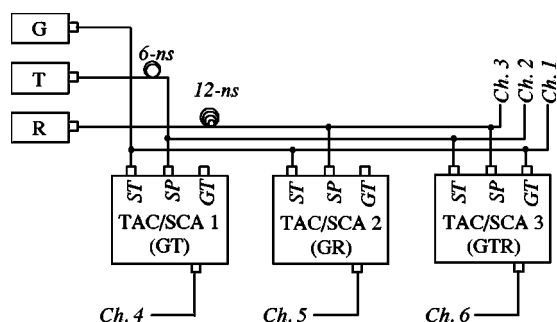 G
6-ns
T
12-ns
R
Ch. 3
Ch. 2
Ch. 1
ST
SP
GT
TAC/SCA 1
(GT)
ST
SP
GT
TAC/SCA 2
(GR)
ST
SP
GT
TAC/SCA 3
(GTR)
Ch. 4
Ch. 5
Ch. 6